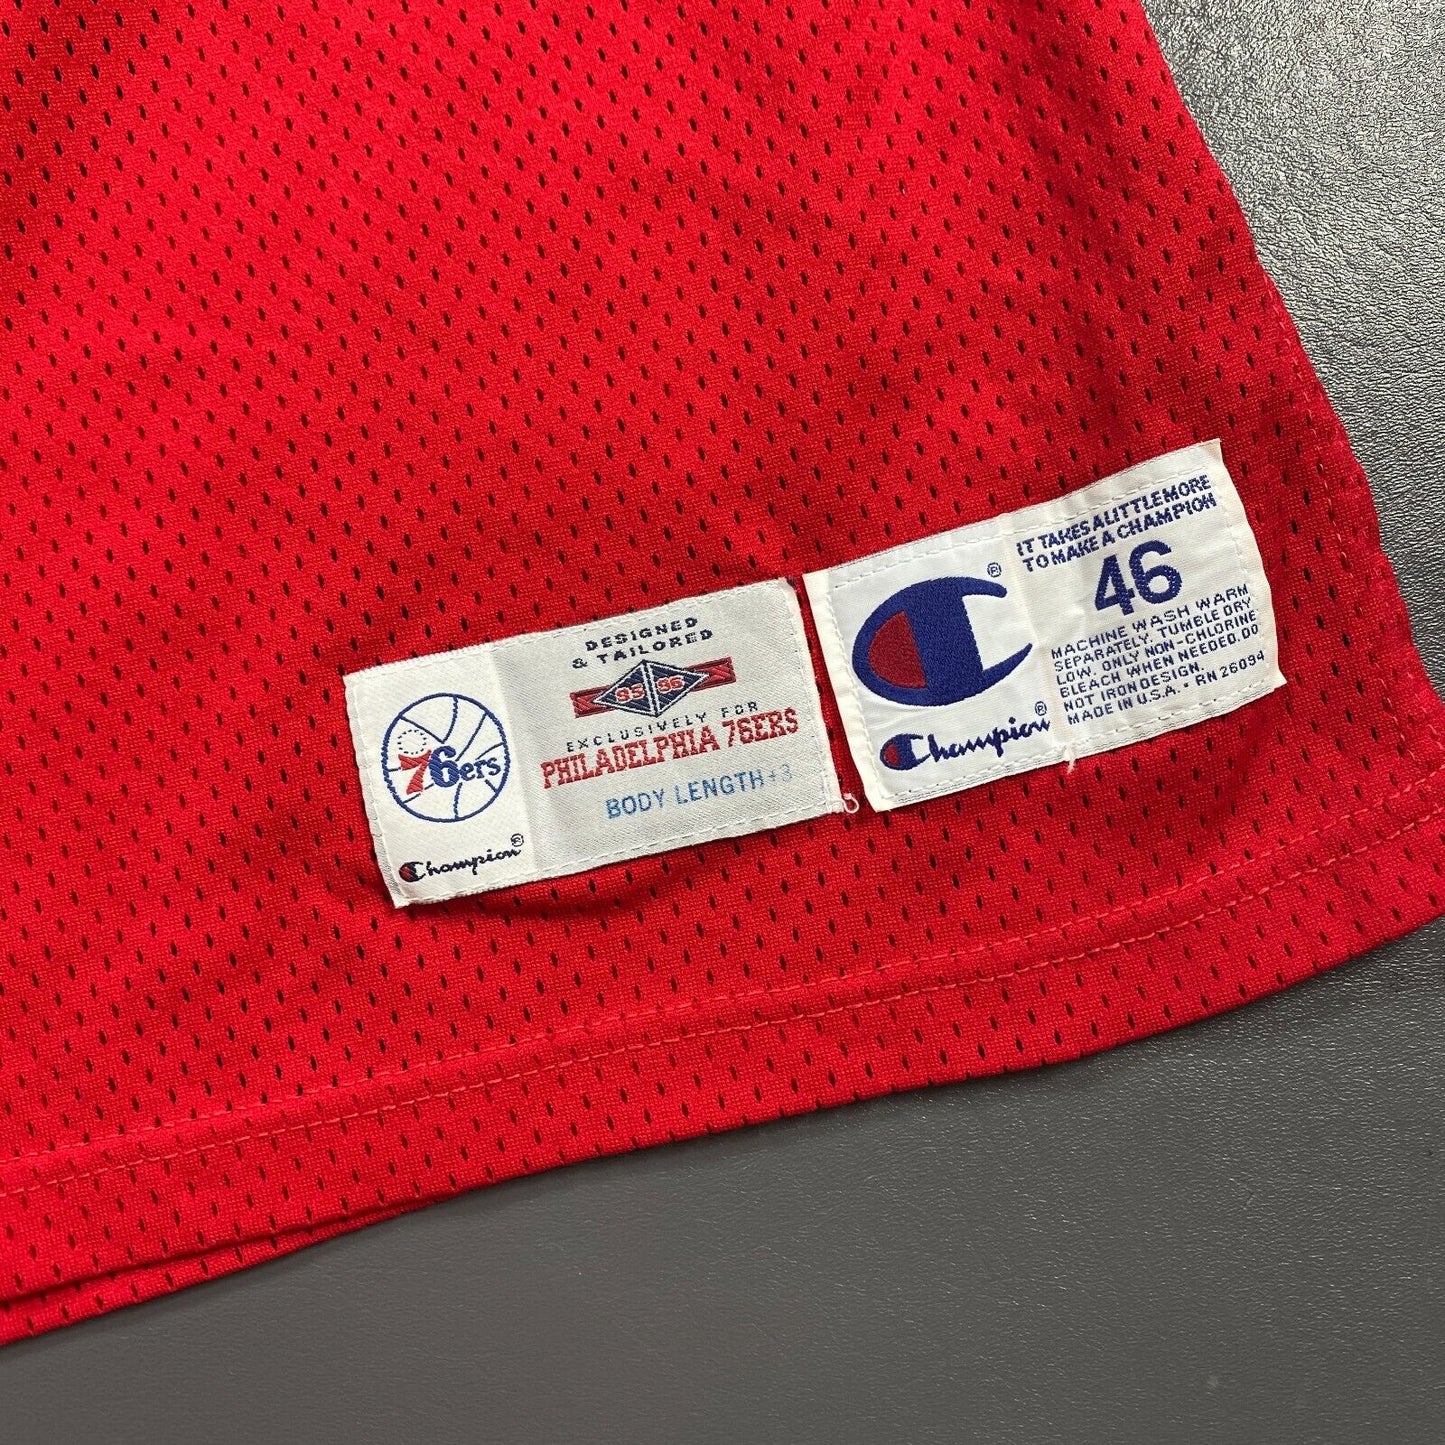 76ers
Champion®
DESIGNED
& TAILORED
95 96
EXCLUSIVELY FOR
PHILADELPHIA 76ERS
BODY LENGTH +3
®
Champion®
IT TAKES A LITTLE MORE
TO MAKE A CHAMPION
46
MACHINE WASH WARM
SEPARATELY. TUMBLE DRY
LOW. ONLY NON-CHLORINE
BLEACH WHEN NEEDED. DO
NOT IRON DESIGN.
MADE IN U.S.A. • RN 26094